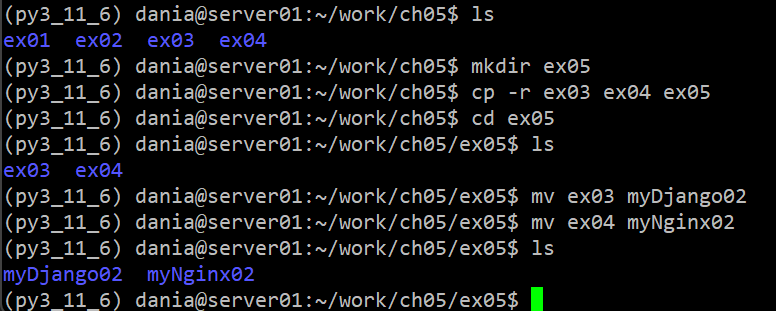 (py3_11_6) dania@server01:~/work/ch05$ ls
ex01  ex02  ex03  ex04
(py3_11_6) dania@server01:~/work/ch05$ mkdir ex05
(py3_11_6) dania@server01:~/work/ch05$ cp -r ex03 ex04 ex05
(py3_11_6) dania@server01:~/work/ch05$ cd ex05
(py3_11_6) dania@server01:~/work/ch05/ex05$ ls
ex03  ex04
(py3_11_6) dania@server01:~/work/ch05/ex05$ mv ex03 myDjango02
(py3_11_6) dania@server01:~/work/ch05/ex05$ mv ex04 myNginx02
(py3_11_6) dania@server01:~/work/ch05/ex05$ ls
myDjango02  myNginx02
(py3_11_6) dania@server01:~/work/ch05/ex05$